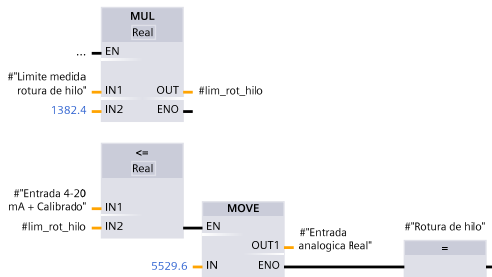 MUL
Real
... EN
#"Limite medida
rotura de hilo" IN1 OUT #lim_rot_hilo
1382.4 IN2 ENO
<=
Real
#"Entrada 4-20
mA + Calibrado" IN1
#lim_rot_hilo IN2
MOVE
EN
OUT1 #"Entrada
analogica Real"
5529.6 IN ENO
#"Rotura de hilo"
=